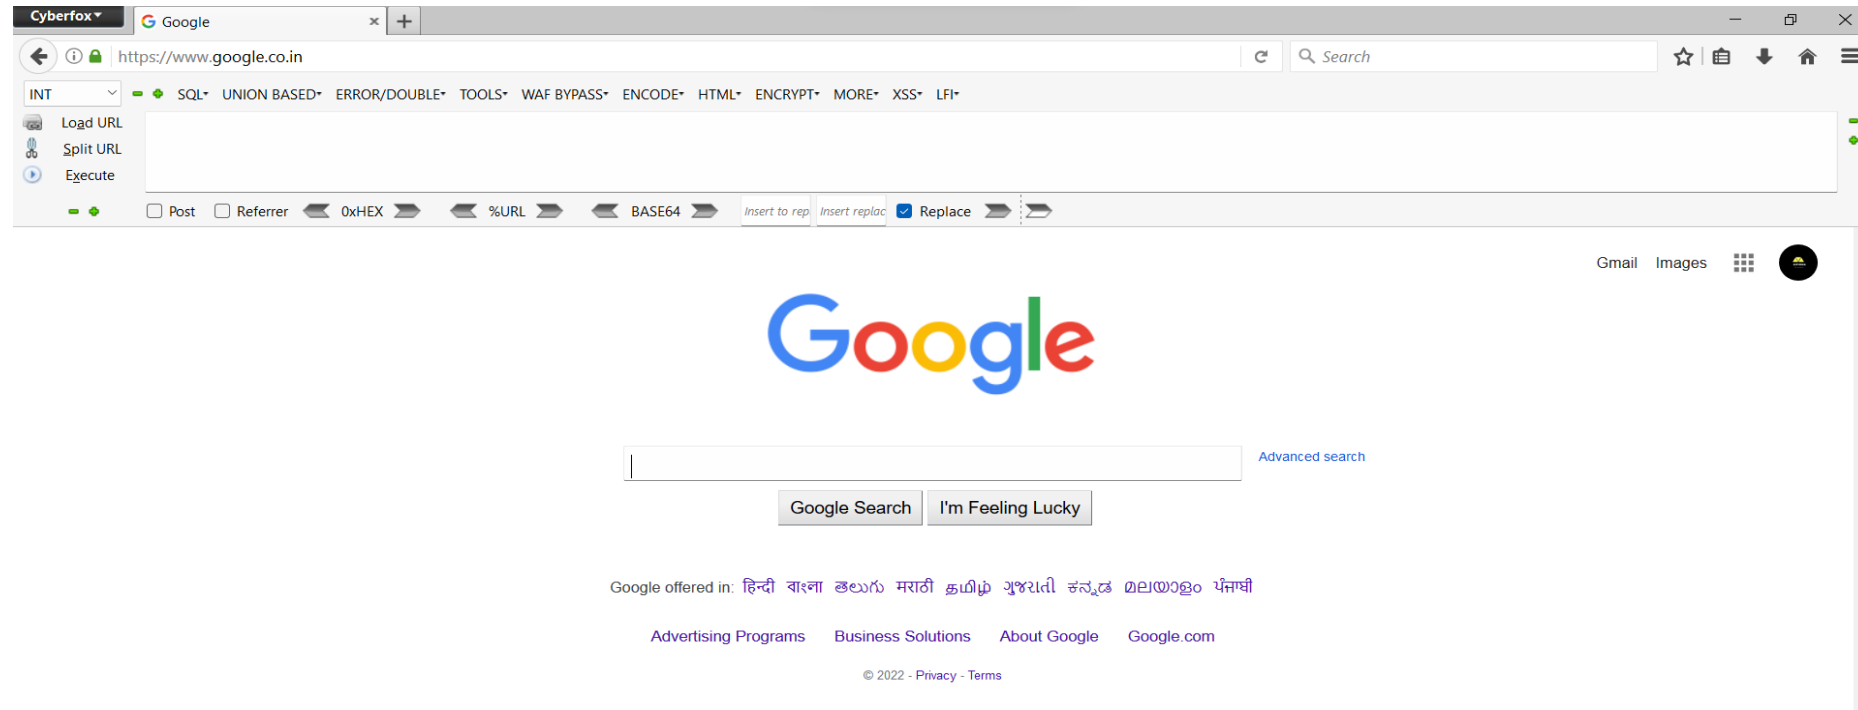 Cyberfox
Google
https://www.google.co.in
Search
INT SQL UNION BASED ERROR/DOUBLE TOOLS WAF BYPASS ENCODE HTML ENCRYPT MORE XSS LFI
Load URL
Split URL
Execute
Post Referrer 0xHEX %URL BASE64 Insert to rep Insert replac Replace
Gmail Images
Google
Advanced search
Google Search I'm Feeling Lucky
Google offered in: हिन्दी বাংলা తెలుగు मराठी தமிழ் ગુજરાતી ಕನ್ನಡ മലയാളം ਪੰਜਾਬੀ
Advertising Programs Business Solutions About Google Google.com
© 2022 - Privacy - Terms